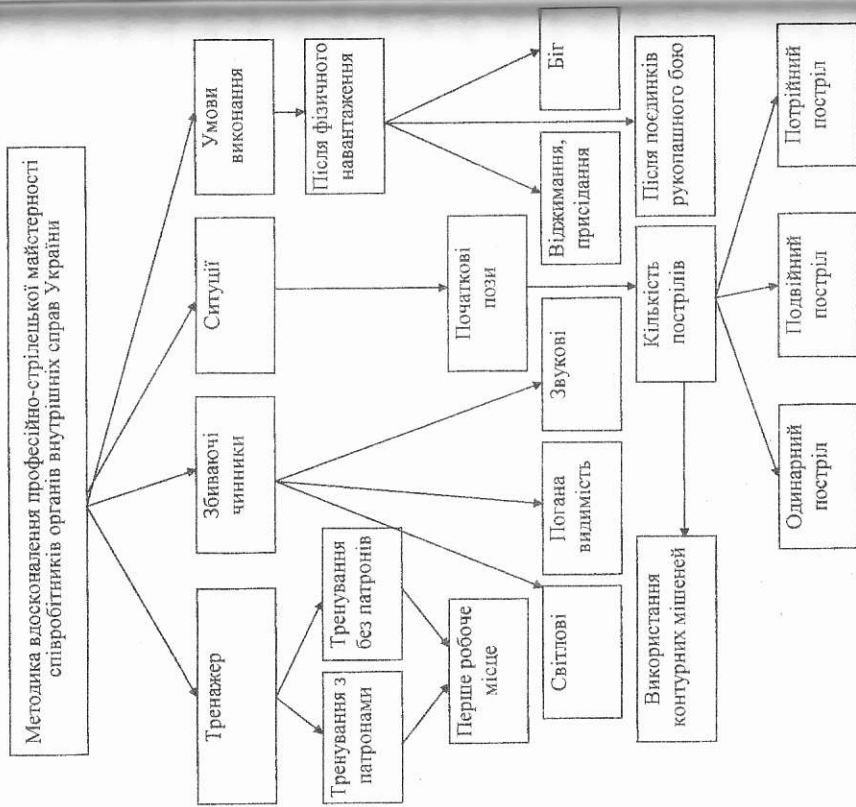 Методика вдосконалення професійно-стрілецької майстерності
співробітників органів внутрішніх справ України
Тренажер
Збиваючі
чинники
Ситуції
Умови
виконання
Тренування з
патронами
Тренування
без патронів
Після фізичного
навантаження
Перше робоче
місце
Початкові
пози
Світлові
Погана
видимість
Звукові
Віджимання,
присідання
Біг
Використання
контурних мішеней
Кількість
пострілів
Після поєдинків
рукопашного бою
Одинарний
постріл
Подвійний
постріл
Потрійний
постріл